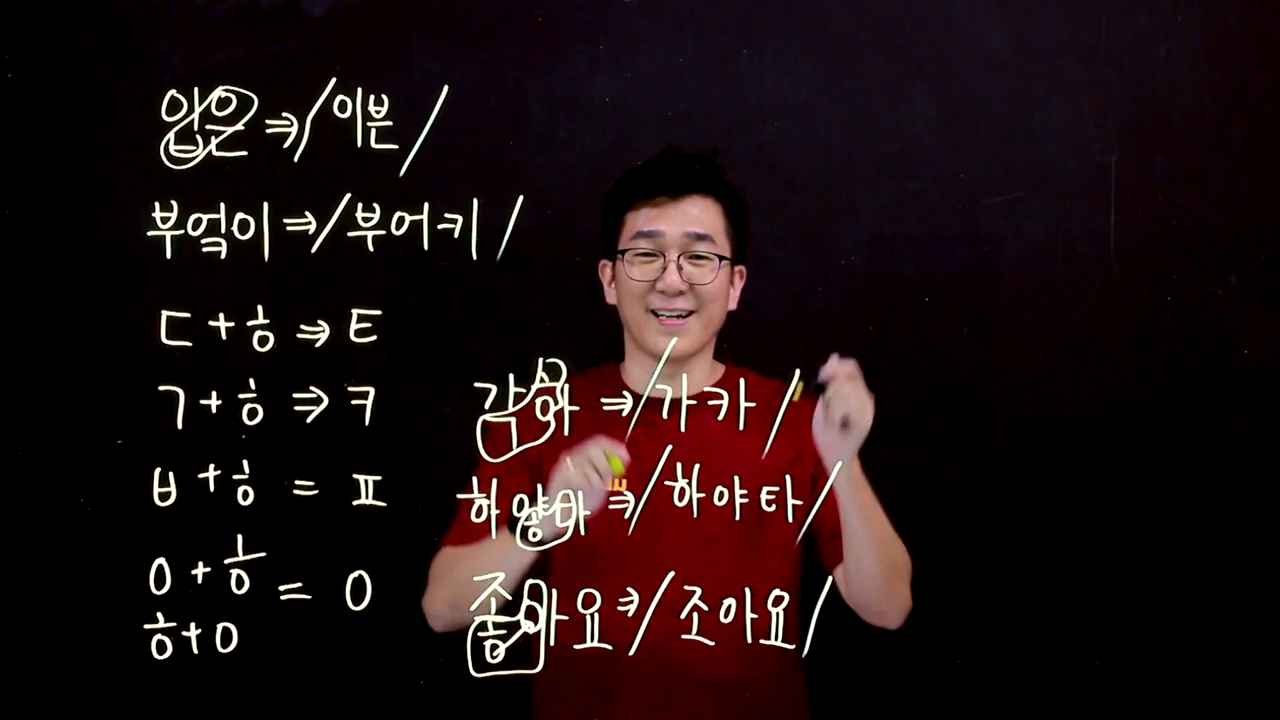 입은 ⇒ /이븐/
부엌이 ⇒ /부어키/
ㄷ + ㅎ ⇒ ㅌ
ㄱ + ㅎ ⇒ ㅋ
ㅂ + ㅎ = ㅍ
ㅇ + ㅎ = ㅇ
ㅎ + ㅇ
각하 ⇒ /가카/
하얗다 ⇒ /하야타/
좋아요 ⇒ /조아요/